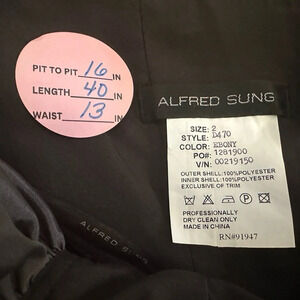 PIT TO PIT 16 IN
LENGTH 40 IN
WAIST 13 IN
ALFRED SUNG
SIZE: 2
STYLE: D470
COLOR: EBONY
PO#: 1281900
V/N: 00219150
OUTER SHELL:100%POLYESTER
INNER SHELL:100%POLYESTER
EXCLUSIVE OF TRIM
PROFESSIONALLY
DRY CLEAN ONLY
MADE IN CHINA
RN#91947
ALFRED SUNG